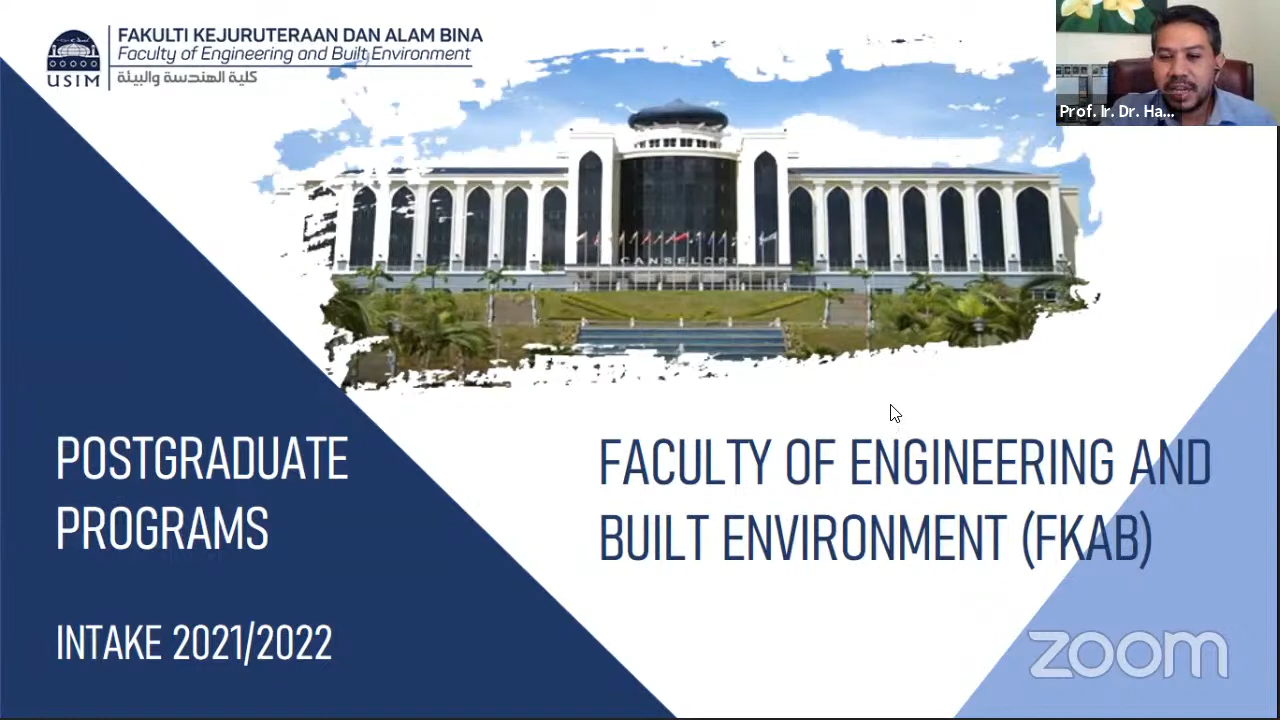 FAKULTI KEJURUTERAAN DAN ALAM BINA
Faculty of Engineering and Built Environment
كلية الهندسة والبيئة
USIM
Prof. Ir. Dr. Ha...
CANSELORI
POSTGRADUATE
PROGRAMS
INTAKE 2021/2022
FACULTY OF ENGINEERING AND
BUILT ENVIRONMENT (FKAB)
zoom